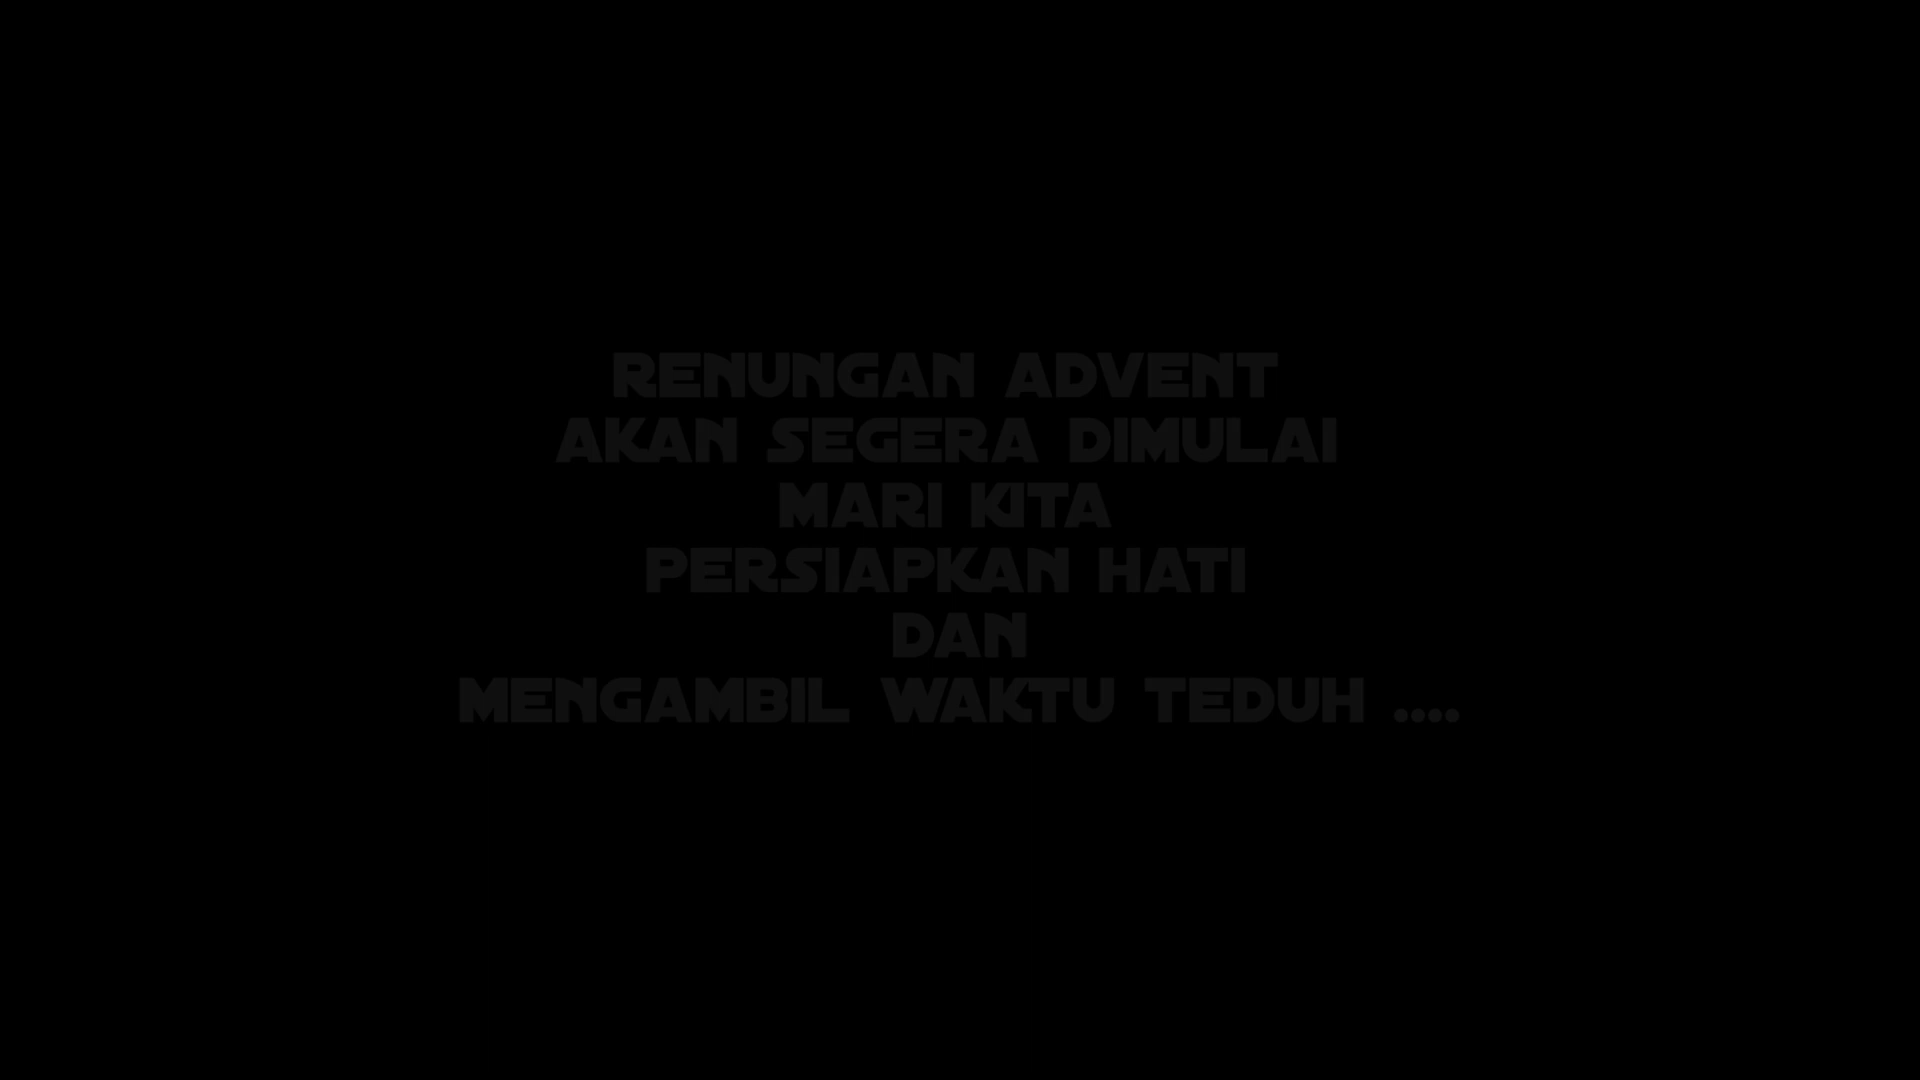 RENUNGAN ADVENT
AKAN SEGERA DIMULAI
MARI KITA
PERSIAPKAN HATI
DAN
MENGAMBIL WAKTU TEDUH ....